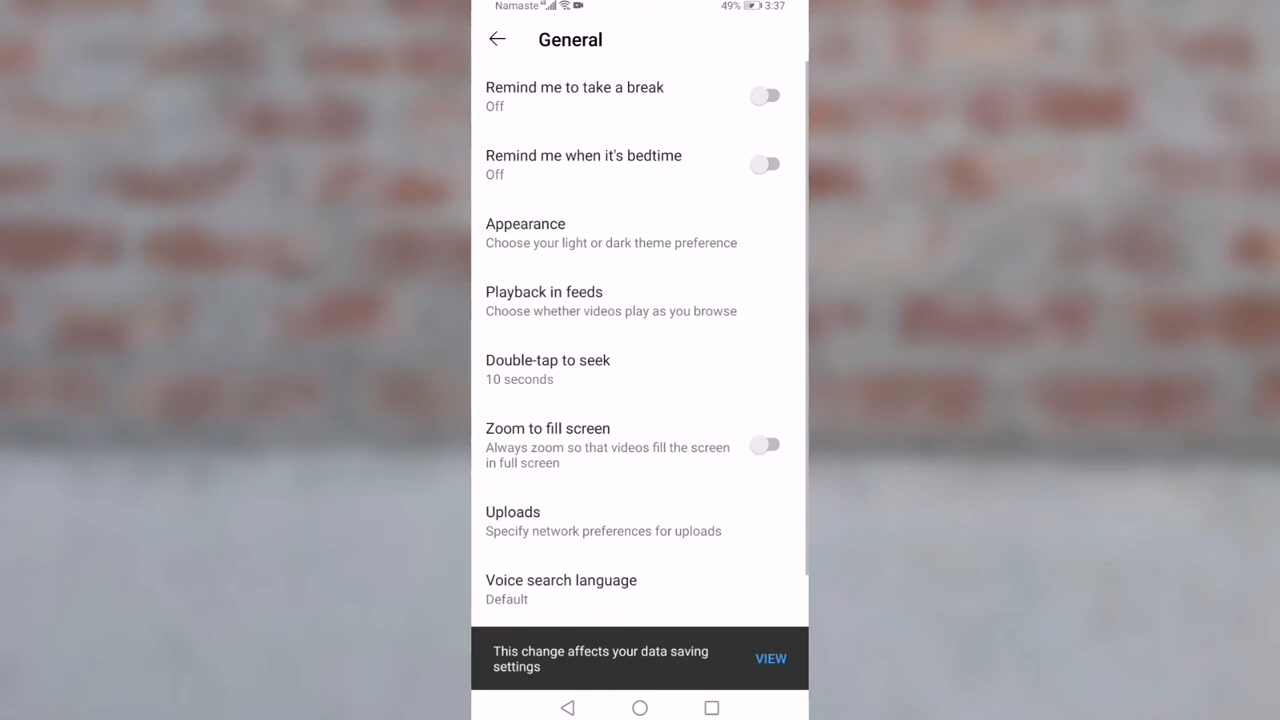 Namaste 49% 3:37
General
Remind me to take a break
Off
Remind me when it's bedtime
Off
Appearance
Choose your light or dark theme preference
Playback in feeds
Choose whether videos play as you browse
Double-tap to seek
10 seconds
Zoom to fill screen
Always zoom so that videos fill the screen
in full screen
Uploads
Specify network preferences for uploads
Voice search language
Default
This change affects your data saving
settings
VIEW